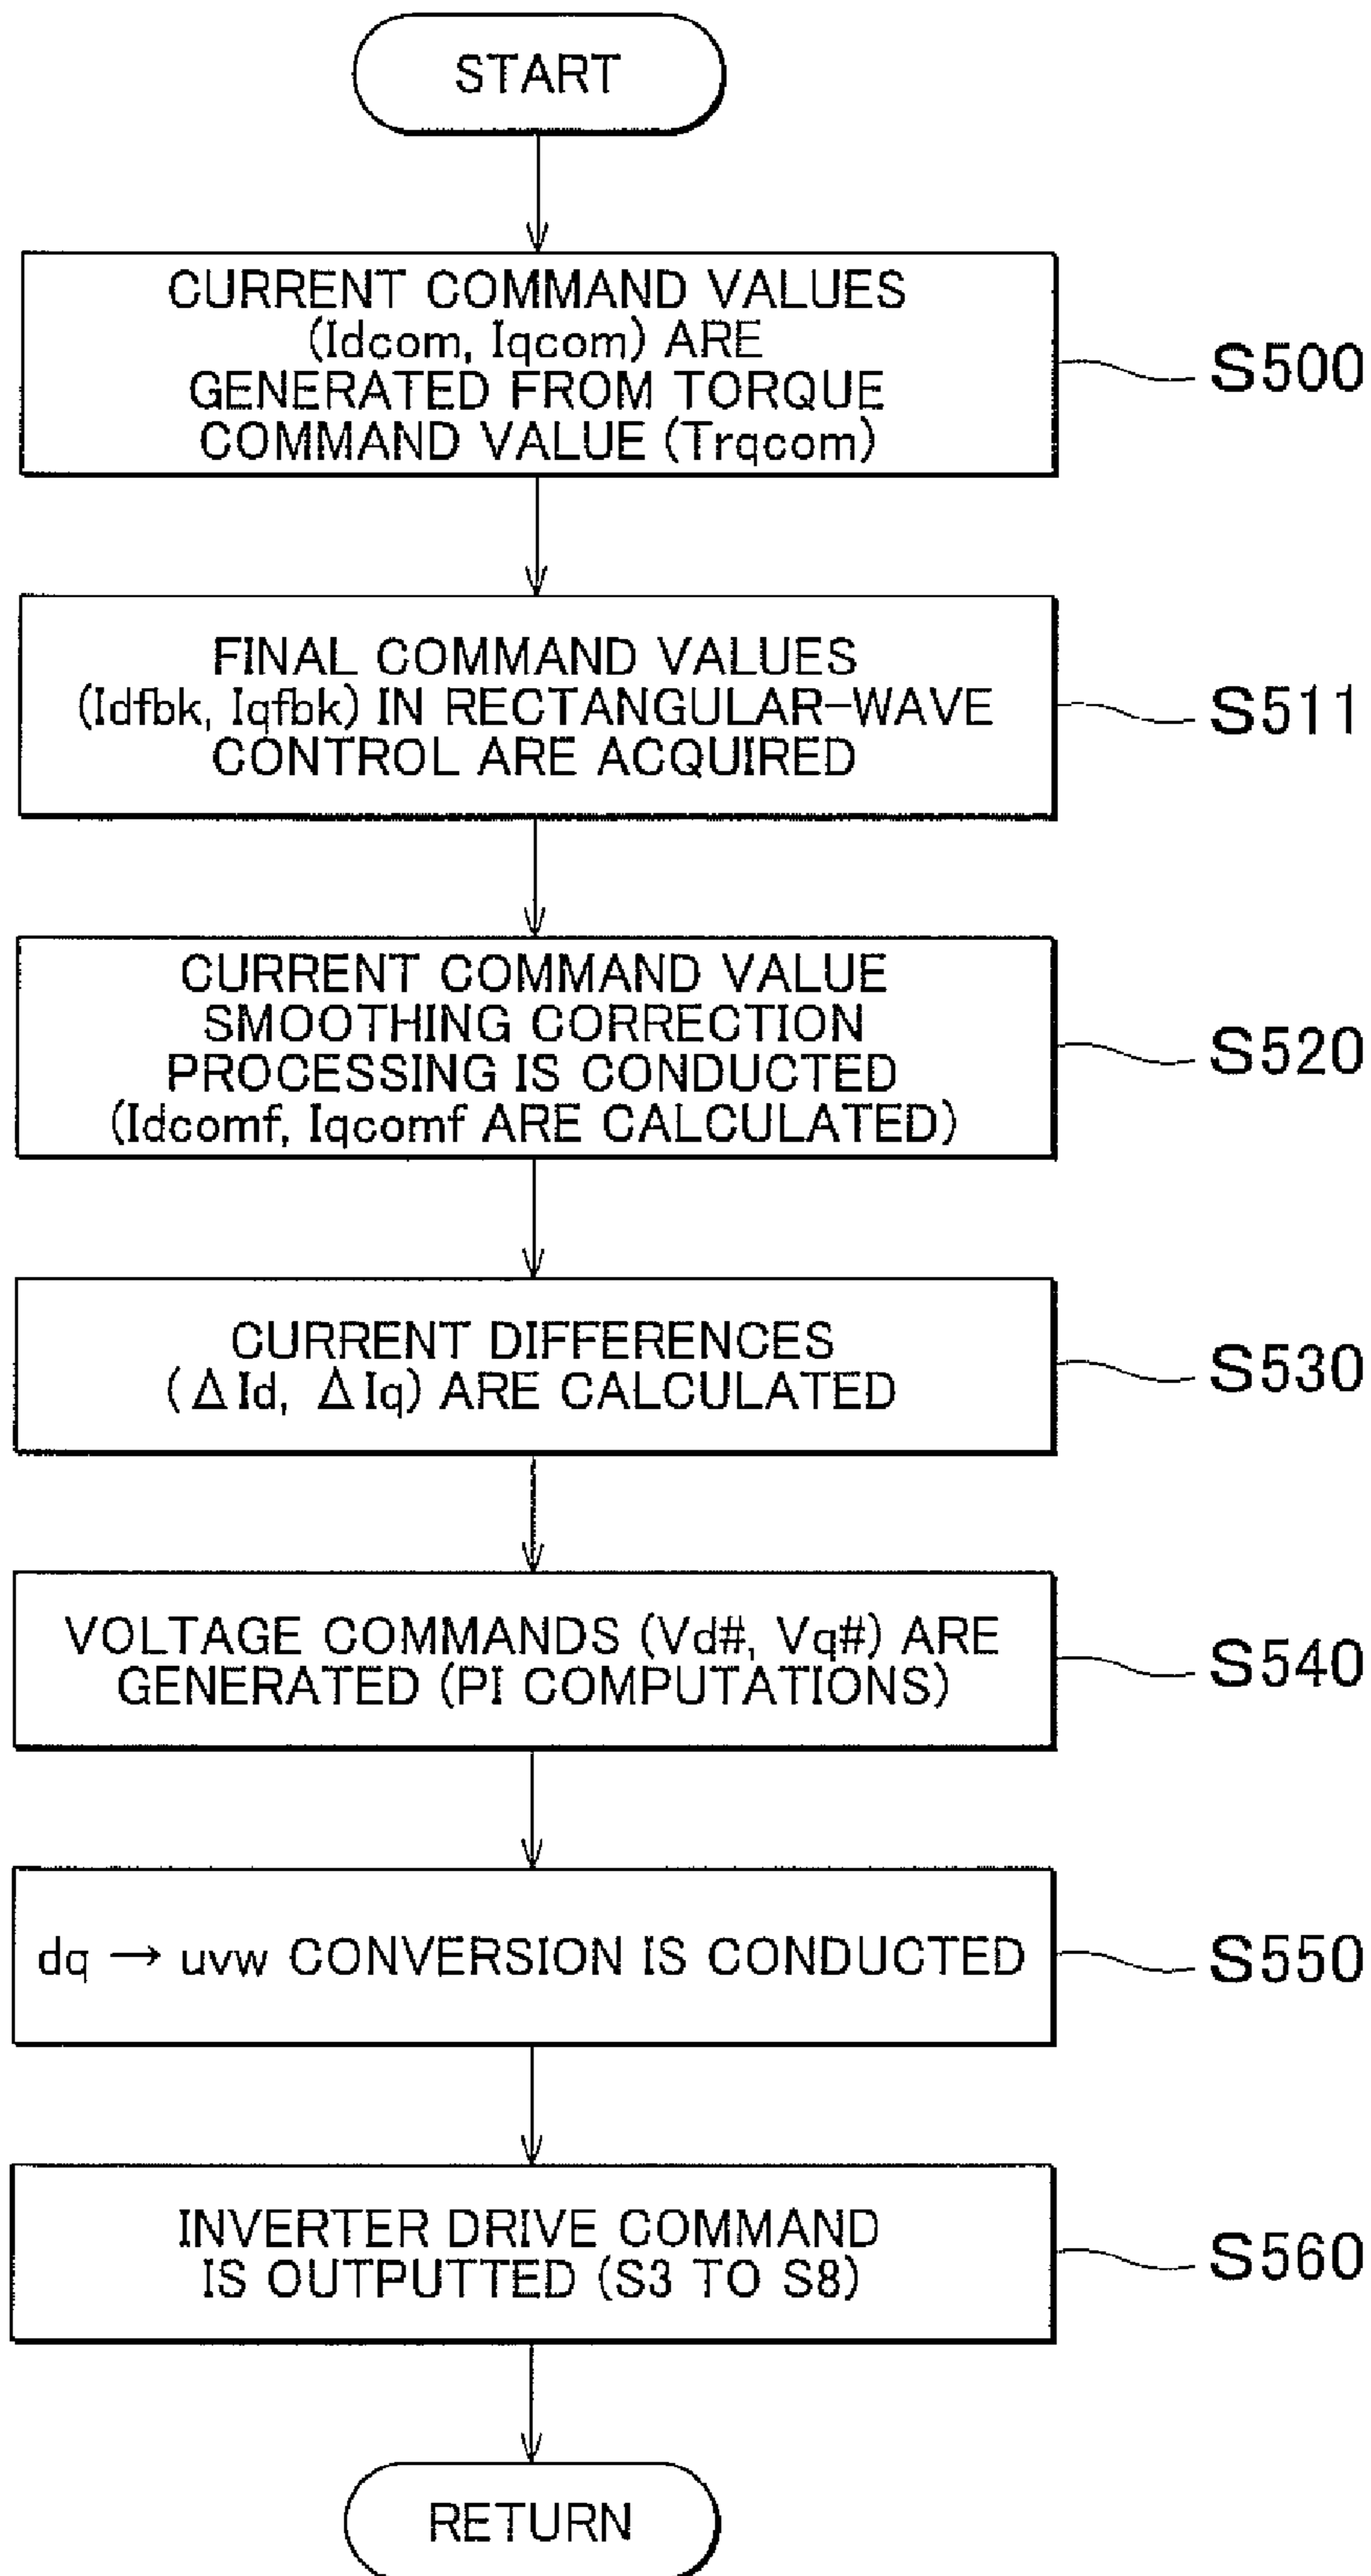 START
CURRENT COMMAND VALUES
(Idcom, Iqcom) ARE
GENERATED FROM TORQUE
COMMAND VALUE (Trqcom)
S500
FINAL COMMAND VALUES
(Idfbk, Iqfbk) IN RECTANGULAR-WAVE
CONTROL ARE ACQUIRED
S511
CURRENT COMMAND VALUE
SMOOTHING CORRECTION
PROCESSING IS CONDUCTED
(Idcomf, Iqcomf ARE CALCULATED)
S520
CURRENT DIFFERENCES
(ΔId, ΔIq) ARE CALCULATED
S530
VOLTAGE COMMANDS (Vd#, Vq#) ARE
GENERATED (PI COMPUTATIONS)
S540
dq → uvw CONVERSION IS CONDUCTED
S550
INVERTER DRIVE COMMAND
IS OUTPUTTED (S3 TO S8)
S560
RETURN